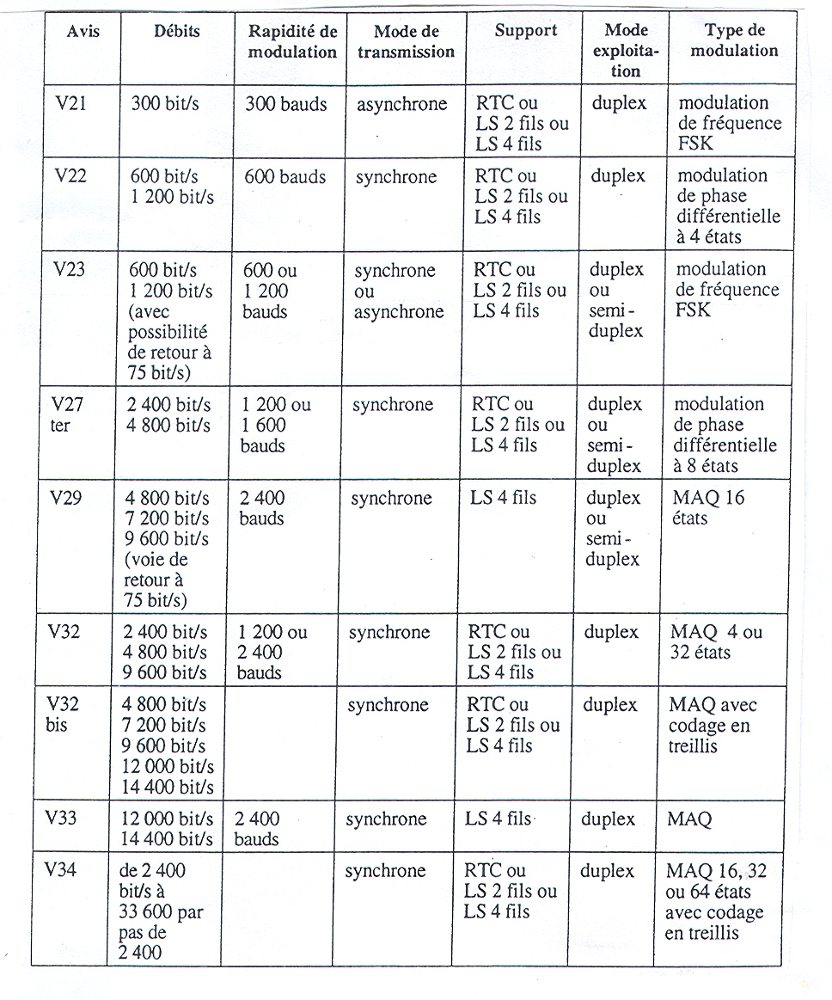 Avis
Débits
Rapidité de
modulation
Mode de
transmission
Support
Mode
exploita-
tion
Type de
modulation
V21
300 bit/s
300 bauds
asynchrone
RTC ou
LS 2 fils ou
LS 4 fils
duplex
modulation
de fréquence
FSK
V22
600 bit/s
1 200 bit/s
600 bauds
synchrone
RTC ou
LS 2 fils ou
LS 4 fils
duplex
modulation
de phase
différentielle
à 4 états
V23
600 bit/s
1 200 bit/s
(avec
possibilité
de retour à
75 bit/s)
600 ou
1 200
bauds
synchrone
ou
asynchrone
RTC ou
LS 2 fils ou
LS 4 fils
duplex
ou
semi-
duplex
modulation
de fréquence
FSK
V27
ter
2 400 bit/s
4 800 bit/s
1 200 ou
1 600
bauds
synchrone
RTC ou
LS 2 fils ou
LS 4 fils
duplex
ou
semi-
duplex
modulation
de phase
différentielle
à 8 états
V29
4 800 bit/s
7 200 bit/s
9 600 bit/s
(voie de
retour à
75 bit/s)
2 400
bauds
synchrone
LS 4 fils
duplex
ou
semi-
duplex
MAQ 16
états
V32
2 400 bit/s
4 800 bit/s
9 600 bit/s
1 200 ou
2 400
bauds
synchrone
RTC ou
LS 2 fils ou
LS 4 fils
duplex
MAQ 4 ou
32 états
V32
bis
4 800 bit/s
7 200 bit/s
9 600 bit/s
12 000 bit/s
14 400 bit/s
synchrone
RTC ou
LS 2 fils ou
LS 4 fils
duplex
MAQ avec
codage en
treillis
V33
12 000 bit/s
14 400 bit/s
2 400
bauds
synchrone
LS 4 fils
duplex
MAQ
V34
de 2 400
bit/s à
33 600 par
pas de
2 400
synchrone
RTC ou
LS 2 fils ou
LS 4 fils
duplex
MAQ 16, 32
ou 64 états
avec codage
en treillis